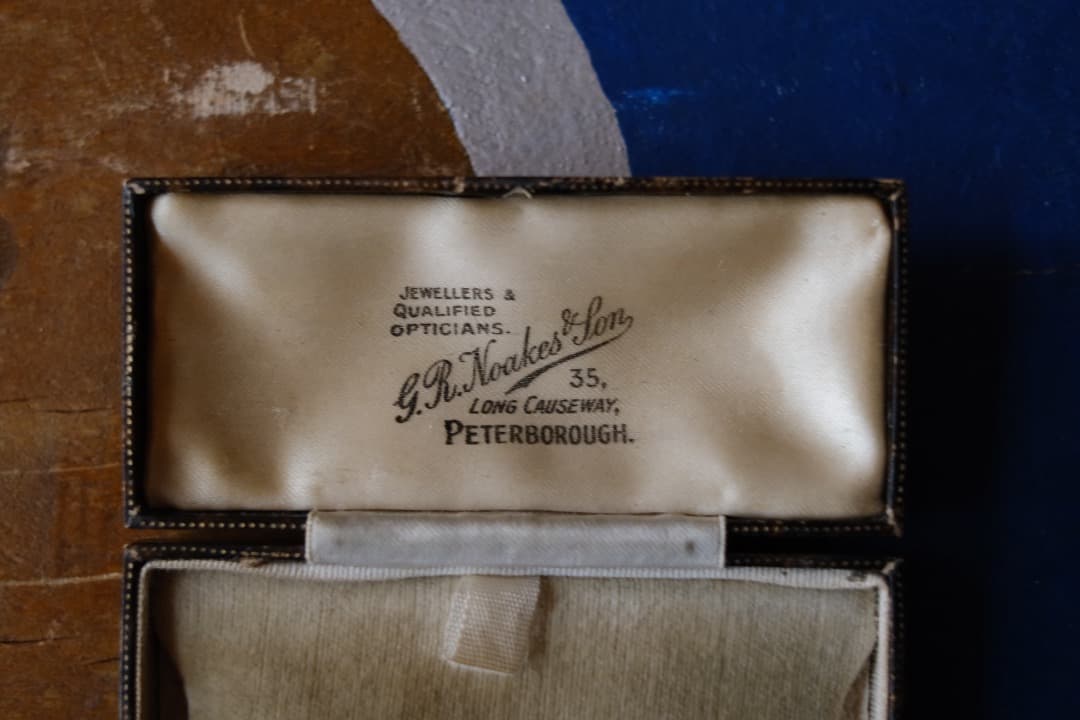 JEWELLERS &
QUALIFIED
OPTICIANS.
G.R. Noakes & Son
35,
LONG CAUSEWAY,
PETERBOROUGH.